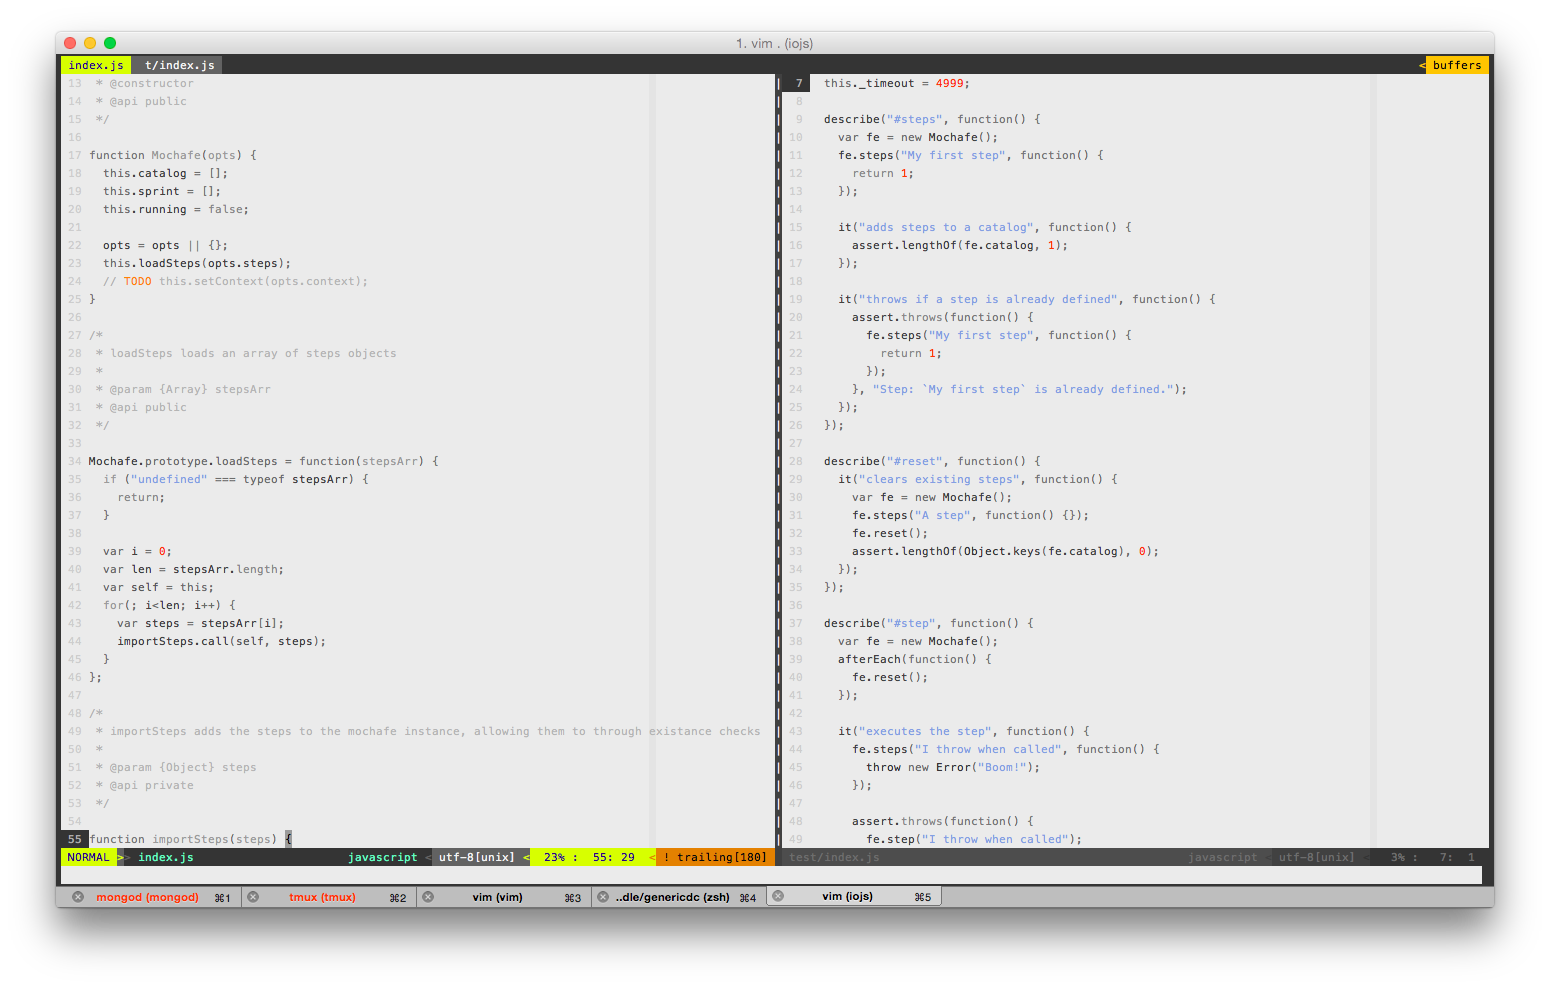 1. vim . (iojs)
index.js t/index.js < buffers
13  * @constructor
14  * @api public
15  */
16
17 function Mochafe(opts) {
18   this.catalog = [];
19   this.sprint = [];
20   this.running = false;
21
22   opts = opts || {};
23   this.loadSteps(opts.steps);
24   // TODO this.setContext(opts.context);
25 }
26
27 /*
28  * loadSteps loads an array of steps objects
29  *
30  * @param {Array} stepsArr
31  * @api public
32  */
33
34 Mochafe.prototype.loadSteps = function(stepsArr) {
35   if ("undefined" === typeof stepsArr) {
36     return;
37   }
38
39   var i = 0;
40   var len = stepsArr.length;
41   var self = this;
42   for(; i<len; i++) {
43     var steps = stepsArr[i];
44     importSteps.call(self, steps);
45   }
46 };
47
48 /*
49  * importSteps adds the steps to the mochafe instance, allowing them to through existance checks
50  *
51  * @param {Object} steps
52  * @api private
53  */
54
55 function importSteps(steps) {
NORMAL >> index.js javascript < utf-8[unix] < 23% : 55: 29 < ! trailing[180]
7   this._timeout = 4999;
8
9   describe("#steps", function() {
10     var fe = new Mochafe();
11     fe.steps("My first step", function() {
12       return 1;
13     });
14
15     it("adds steps to a catalog", function() {
16       assert.lengthOf(fe.catalog, 1);
17     });
18
19     it("throws if a step is already defined", function() {
20       assert.throws(function() {
21         fe.steps("My first step", function() {
22           return 1;
23         });
24       }, "Step: `My first step` is already defined.");
25     });
26   });
27
28   describe("#reset", function() {
29     it("clears existing steps", function() {
30       var fe = new Mochafe();
31       fe.steps("A step", function() {});
32       fe.reset();
33       assert.lengthOf(Object.keys(fe.catalog), 0);
34     });
35   });
36
37   describe("#step", function() {
38     var fe = new Mochafe();
39     afterEach(function() {
40       fe.reset();
41     });
42
43     it("executes the step", function() {
44       fe.steps("I throw when called", function() {
45         throw new Error("Boom!");
46       });
47
48       assert.throws(function() {
49         fe.step("I throw when called");
test/index.js javascript < utf-8[unix] < 3% : 7: 1
mongod (mongod) ⌘1 tmux (tmux) ⌘2 vim (vim) ⌘3 ..dle/genericdc (zsh) ⌘4 vim (iojs) ⌘5